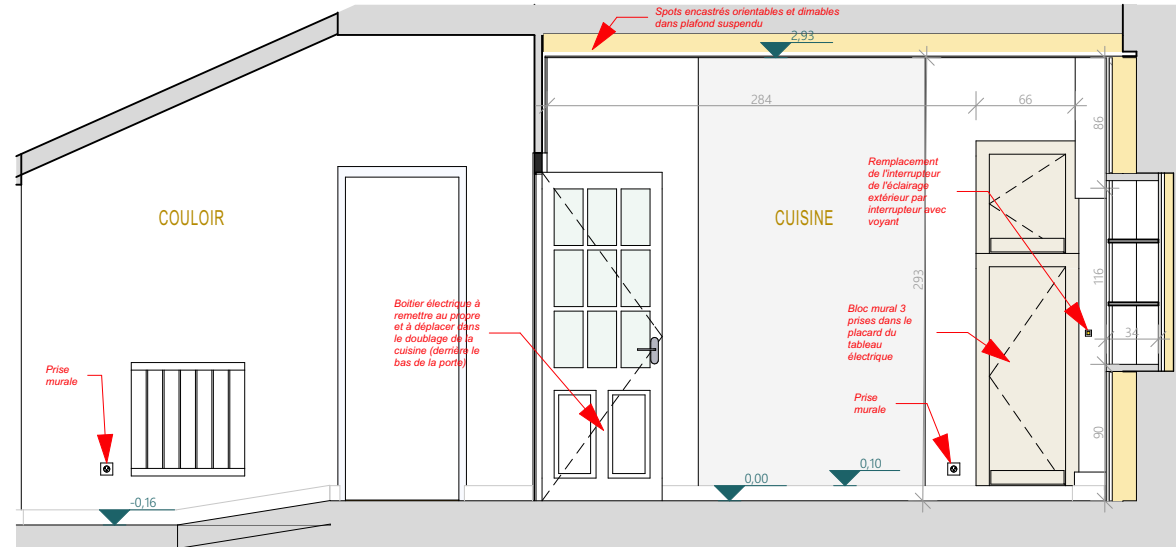 Spots encastrés orientables et dimables
dans plafond suspendu
2,93
284
66
86
Remplacement
de l'interrupteur
de l'éclairage
extérieur par
interrupteur avec
voyant
COULOIR
CUISINE
293
116
Boitier électrique à
remettre au propre
et à déplacer dans
le doublage de la
cuisine (derrière le
bas de la porte)
Bloc mural 3
prises dans le
placard du
tableau
électrique
34
Prise
murale
Prise
murale
90
0,10
0,00
-0,16